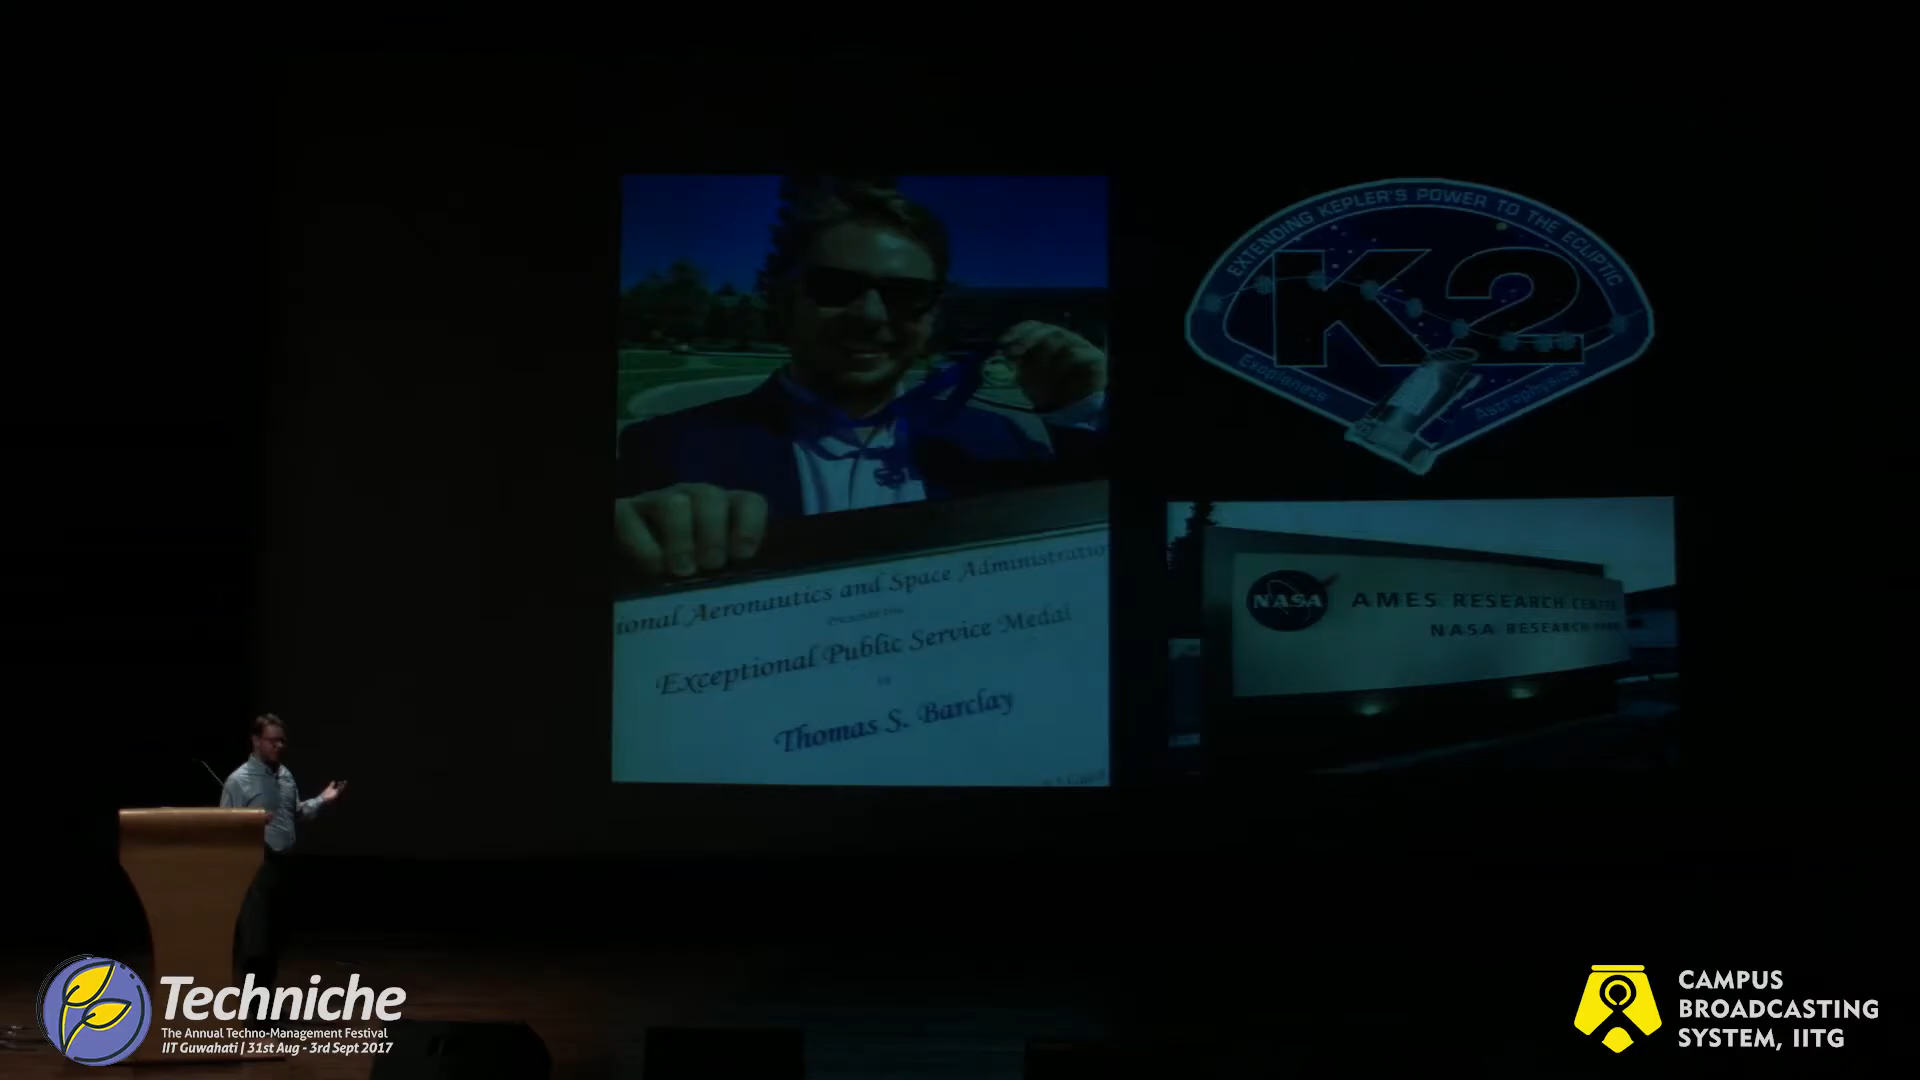 EXTENDING KEPLER'S POWER TO THE ECLIPTIC
K2
Exoplanets
Astrophysics
ional Aeronautics and Space Administratio
Exceptional Public Service Medal
Thomas S. Barclay
NASA
AMES RESEARCH CENTE
NASA RESEARCH PARK
Techniche
The Annual Techno-Management Festival
IIT Guwahati | 31st Aug - 3rd Sept 2017
CAMPUS
BROADCASTING
SYSTEM, IITG